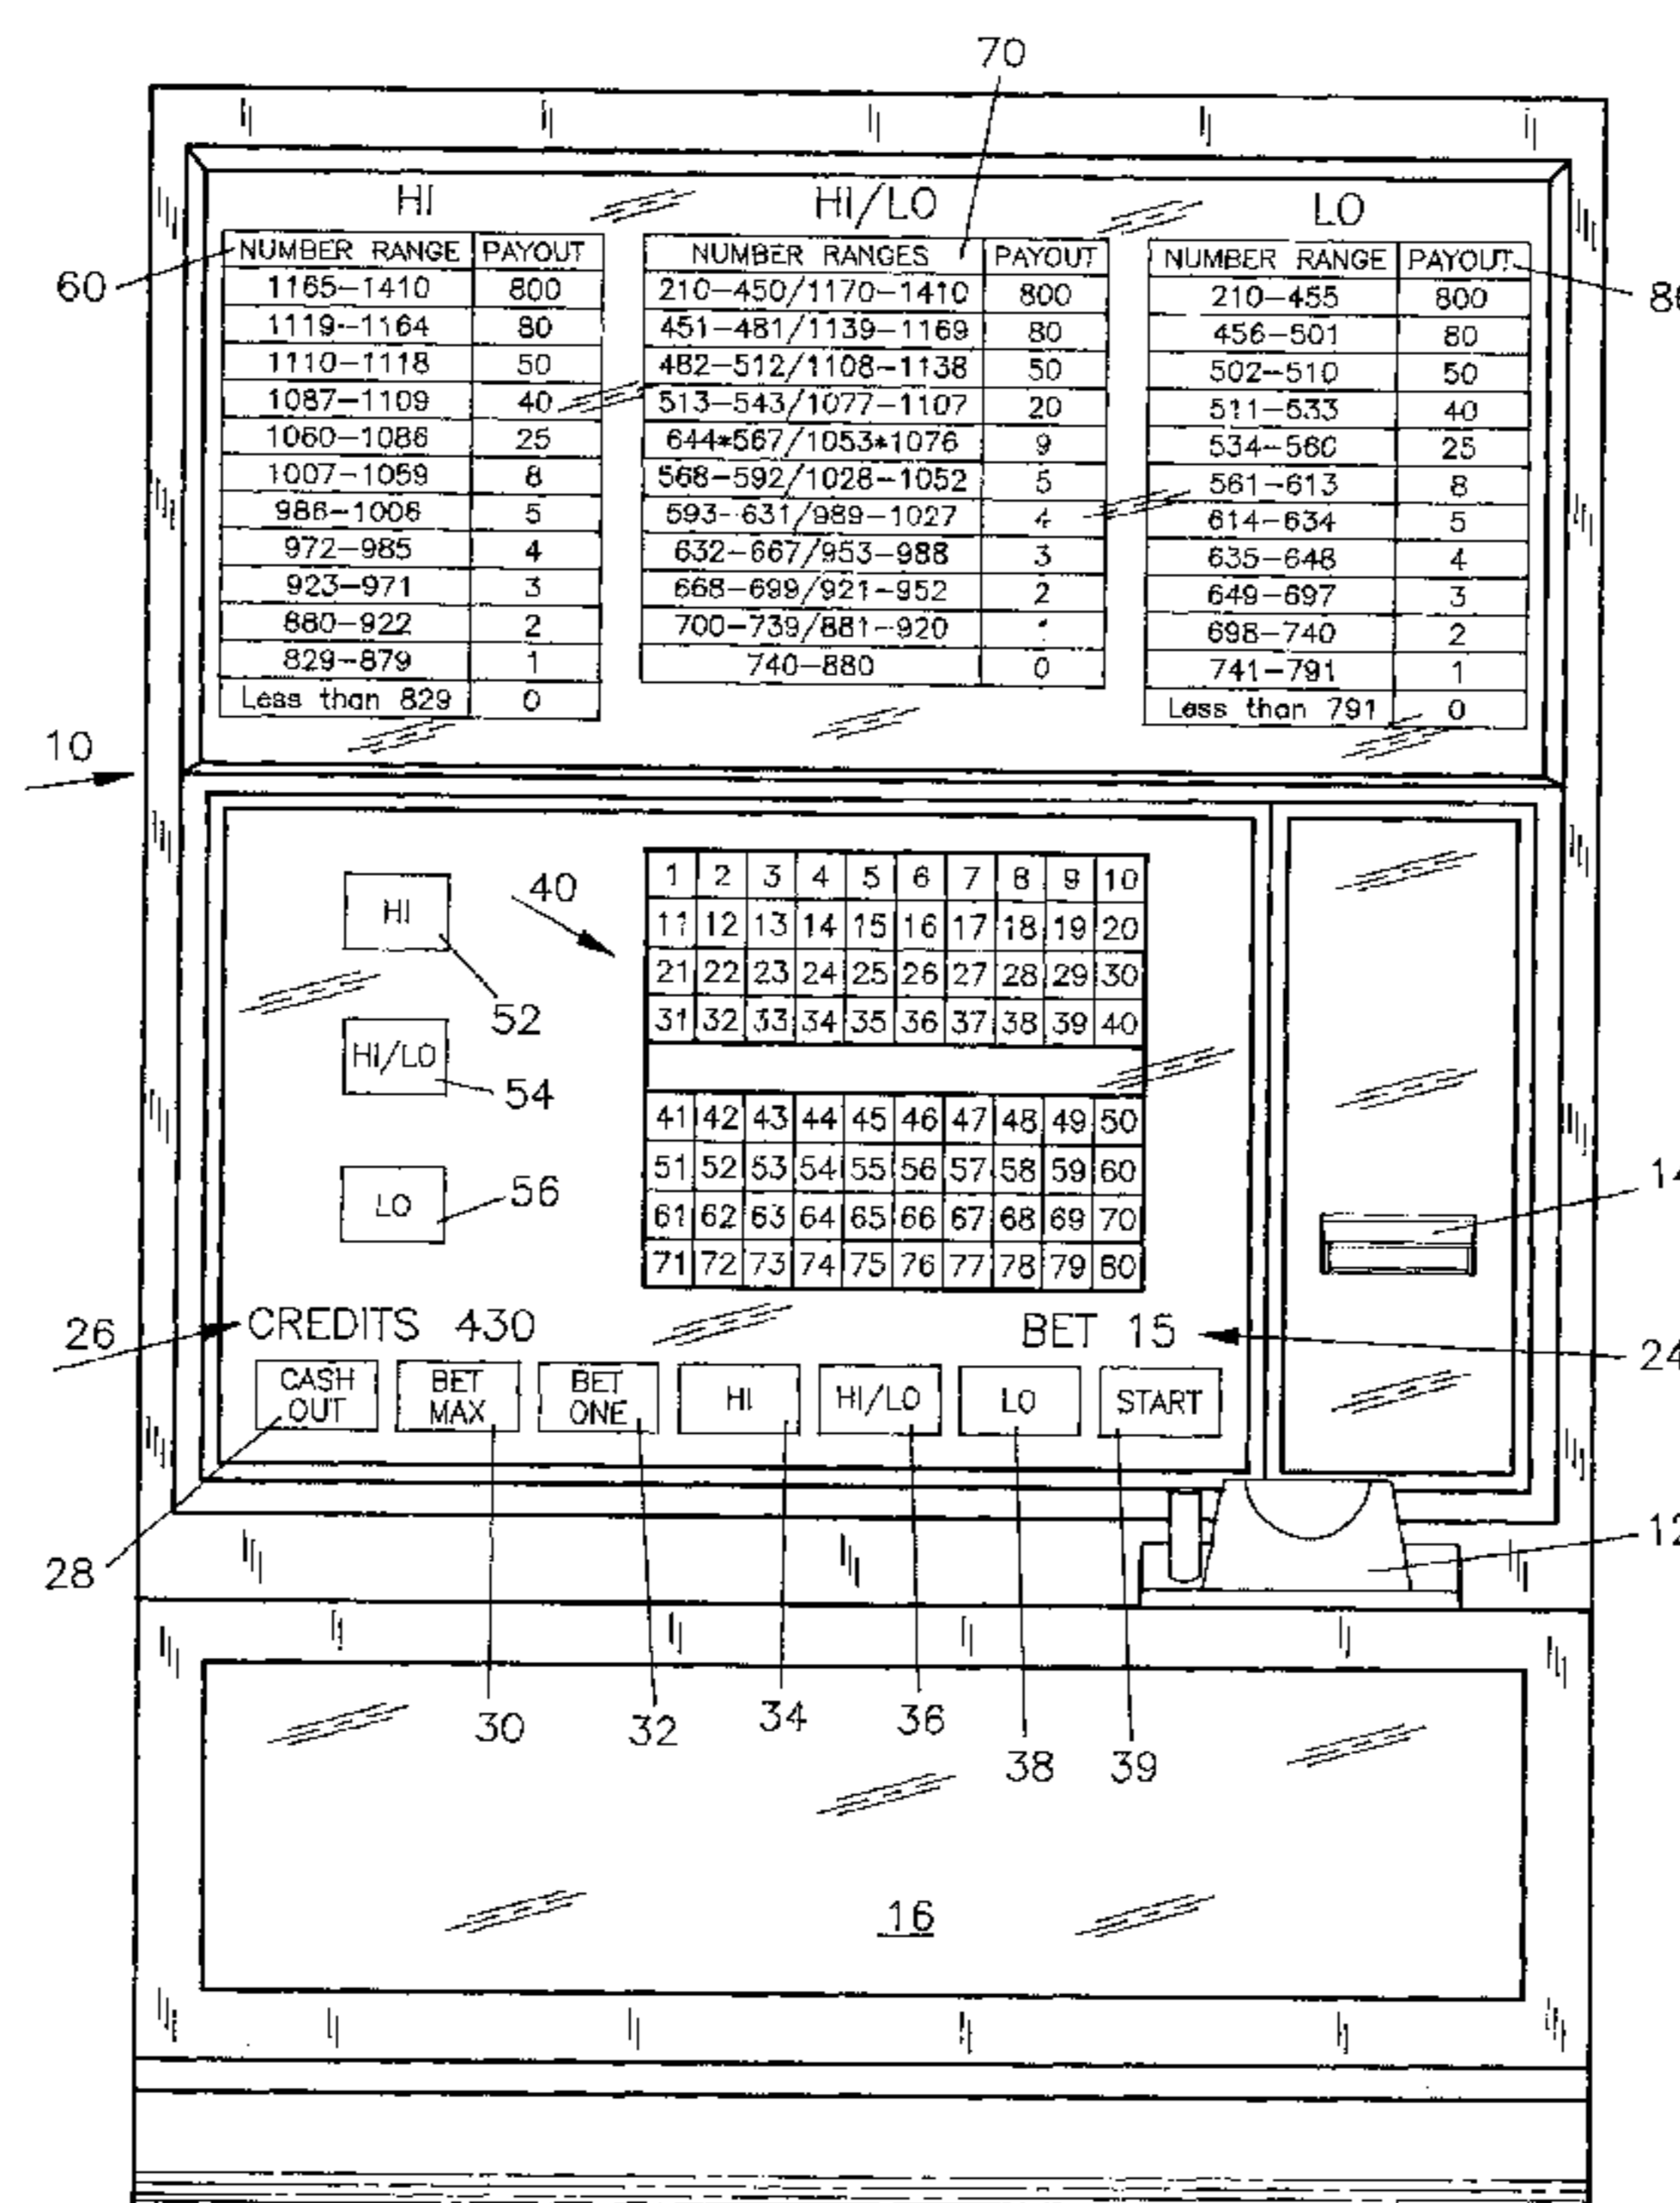 70
HI HI/LO LO
NUMBER RANGE PAYOUT NUMBER RANGES PAYOUT NUMBER RANGE PAYOUT
60
1165-1410 800 210-450/1170-1410 800 210-455 800
1119-1164 80 451-481/1139-1169 80 456-501 80
1110-1118 50 482-512/1108-1138 50 502-510 50
1087-1109 40 513-543/1077-1107 20 511-533 40
1060-1086 25 644*567/1053*1076 9 534-560 25
1007-1059 8 568-592/1028-1052 5 561-613 8
986-1006 5 593-631/989-1027 4 614-634 5
972-985 4 632-667/953-988 3 635-648 4
923-971 3 668-699/921-952 2 649-697 3
880-922 2 700-739/881-920 698-740 2
829-879 1 740-880 0 741-791 1
Less than 829 0 Less than 791 0
10
1 2 3 4 5 6 7 8 9 10
HI 40
11 12 13 14 15 16 17 18 19 20
21 22 23 24 25 26 27 28 29 30
52
31 32 33 34 35 36 37 38 39 40
HI/LO
54
41 42 43 44 45 46 47 48 49 50
51 52 53 54 55 56 57 58 59 60
14
LO 56
61 62 63 64 65 66 67 68 69 70
71 72 73 74 75 76 77 78 79 80
26 CREDITS 430 BET 15 24
CASH OUT
BET MAX
BET ONE
HI
HI/LO
LO
START
28
12
30 32 34 36 38 39
16